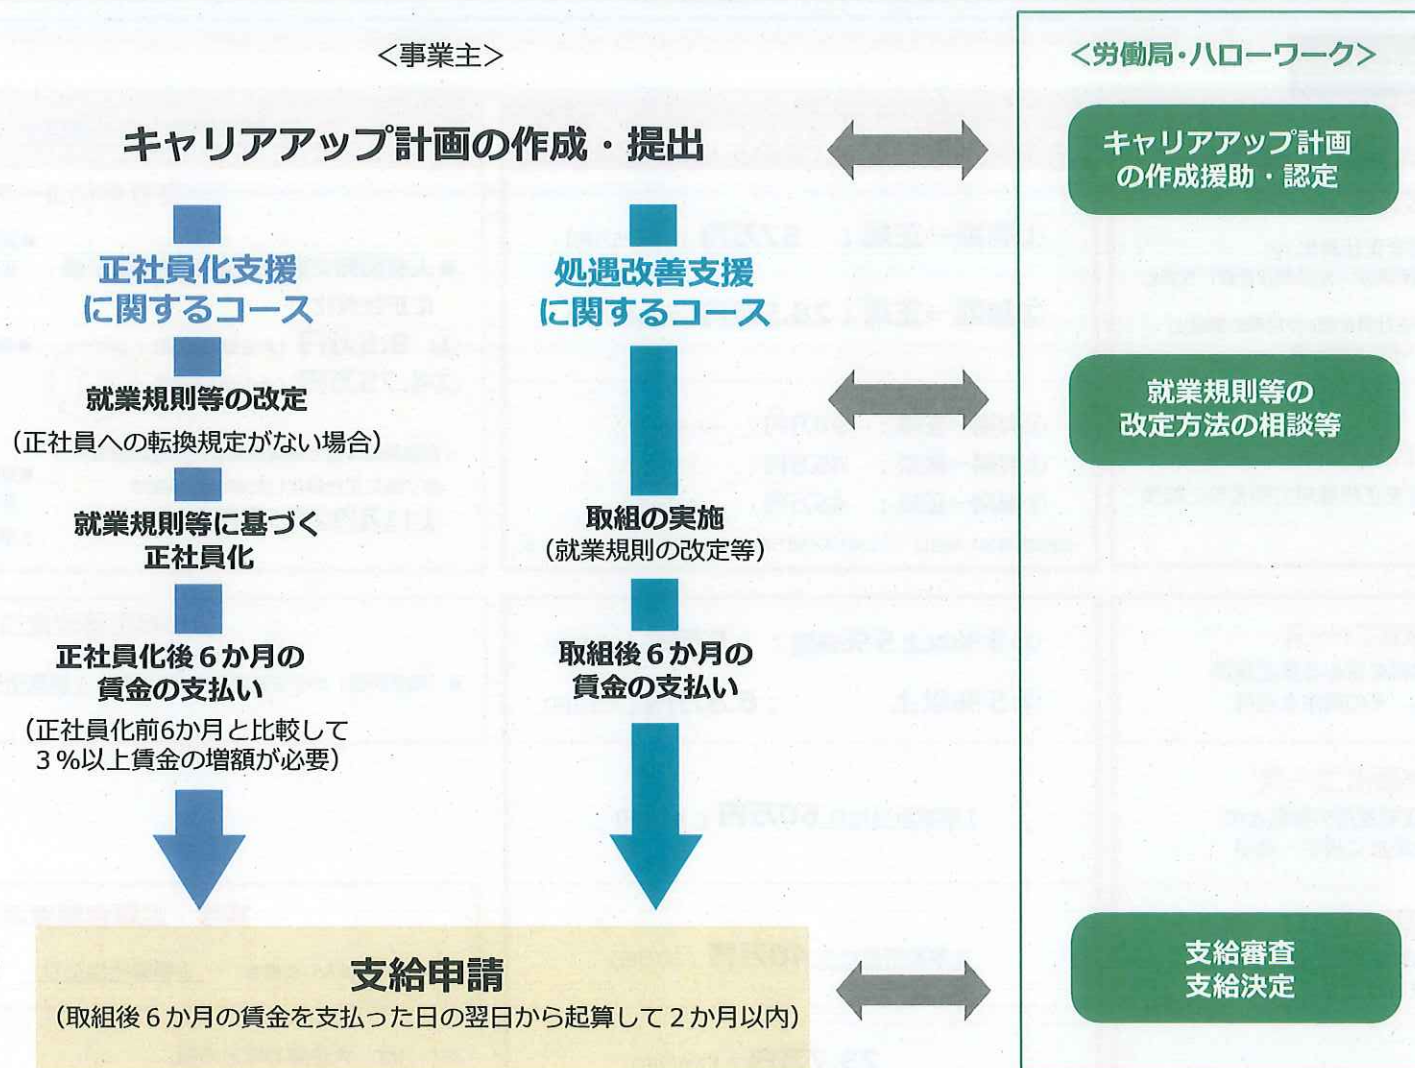 <事業主>
<労働局・ハローワーク>
キャリアアップ計画の作成・提出
キャリアアップ計画
の作成援助・認定
正社員化支援
に関するコース
処遇改善支援
に関するコース
就業規則等の改定
（正社員への転換規定がない場合）
就業規則等の
改定方法の相談等
就業規則等に基づく
正社員化
取組の実施
（就業規則の改定等）
正社員化後６か月の
賃金の支払い
（正社員化前6か月と比較して
３%以上賃金の増額が必要）
取組後６か月の
賃金の支払い
支給申請
（取組後６か月の賃金を支払った日の翌日から起算して２か月以内）
支給審査
支給決定